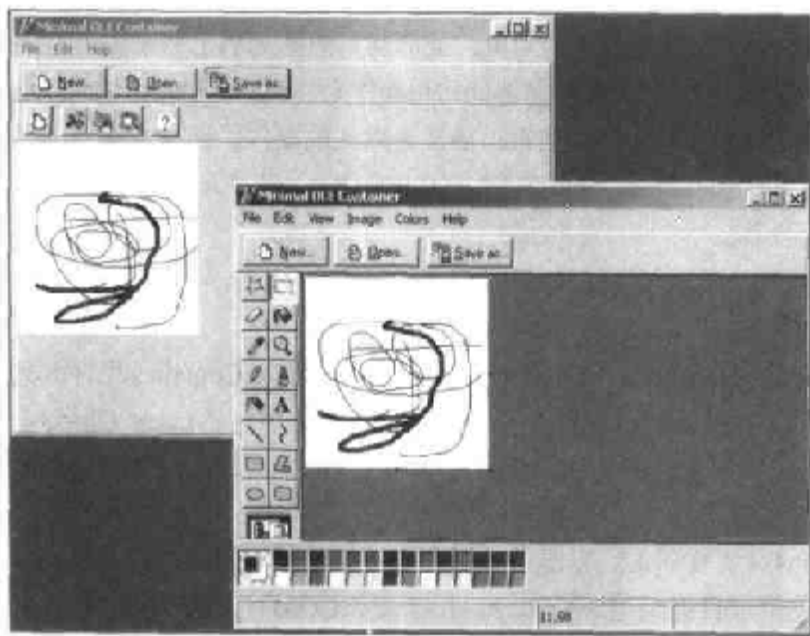 Minimal OLE Container
File Edit Help
New... Open... Save as...
?
Minimal OLE Container
File Edit View Image Colors Help
New... Open... Save as...
A